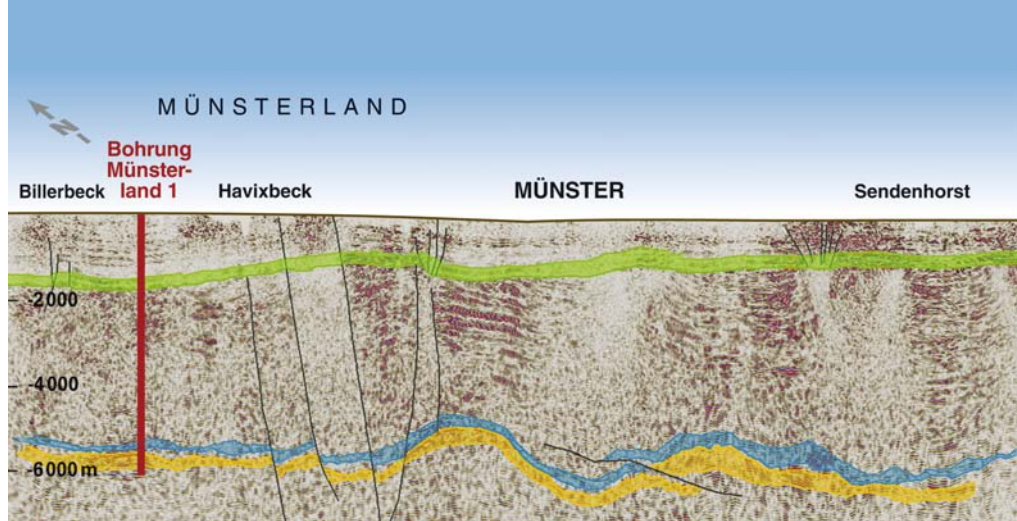 MÜNSTERLAND
N
Bohrung
Münster-
land 1
Billerbeck
Havixbeck
MÜNSTER
Sendenhorst
-2000
-4000
-6000 m